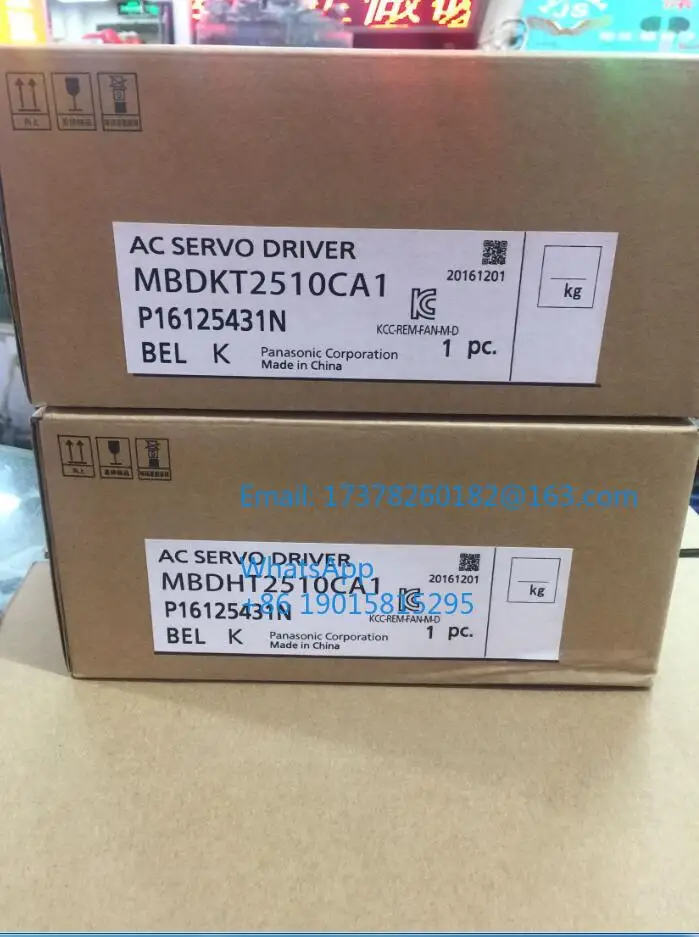 AC SERVO DRIVER
MBDKT2510CA1
20161201
P16125431N
KCC-REM-FAN-M-D
BEL K
Panasonic Corporation
Made in China
1 pc.
kg
Email: 17378260182@163.com
AC SERVO DRIVER
WhatsApp
MBDHT2510CA1
20161201
+86 19015815295
P16125431N
KCC-REM-FAN-M-D
BEL K
Panasonic Corporation
Made in China
1 pc.
kg